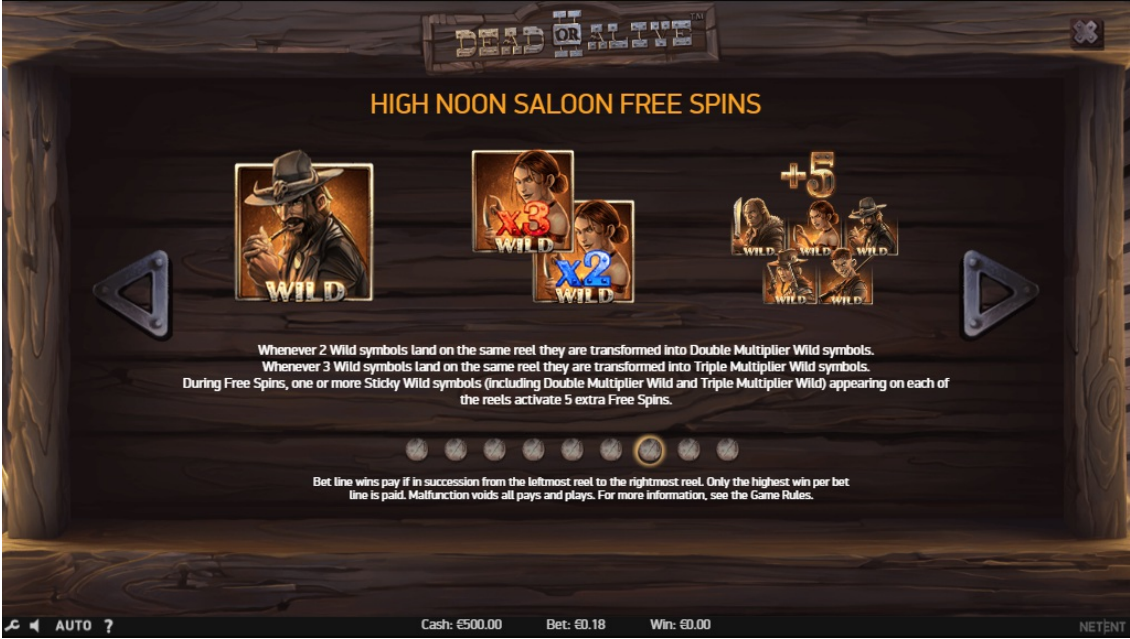 DEAD OR ALIVE™
II
HIGH NOON SALOON FREE SPINS
+5
x3
WILD
WILD
x2
WILD
WILD WILD WILD
WILD WILD
Whenever 2 Wild symbols land on the same reel they are transformed into Double Multiplier Wild symbols.
Whenever 3 Wild symbols land on the same reel they are transformed into Triple Multiplier Wild symbols.
During Free Spins, one or more Sticky Wild symbols (including Double Multiplier Wild and Triple Multiplier Wild) appearing on each of
the reels activate 5 extra Free Spins.
Bet line wins pay if in succession from the leftmost reel to the rightmost reel. Only the highest win per bet
line is paid. Malfunction voids all pays and plays. For more information, see the Game Rules.
AUTO ? Cash: €500.00 Bet: €0.18 Win: €0.00 NETENT